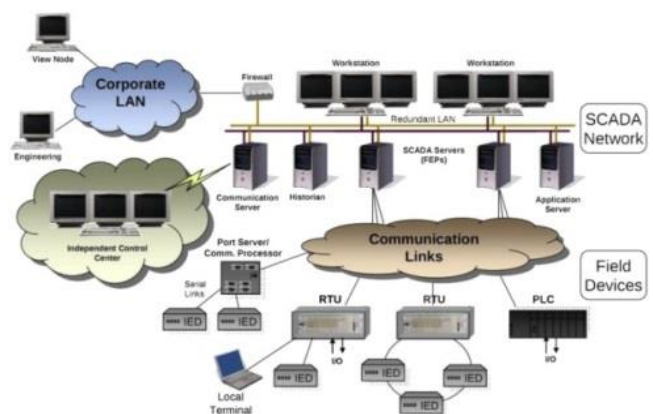 View Node
Corporate
LAN
Engineering
Firewall
Workstation
Workstation
Redundant LAN
SCADA
Network
SCADA Servers
(FEPs)
Communication
Server
Historian
Application
Server
Independent Control
Center
Communication
Links
Port Server/
Comm. Processor
Serial
Links
IED
IED
RTU
RTU
PLC
Field
Devices
I/O
I/O
IED
IED
IED
IED
Local
Terminal